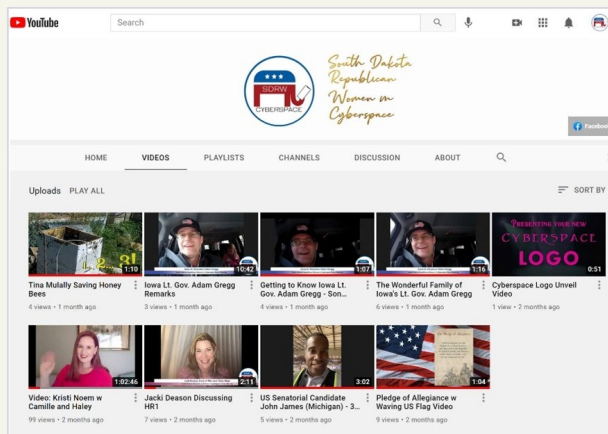 YouTube
Search
SDRW
CYBERSPACE
South Dakota
Republican
Women in
Cyberspace
HOME VIDEOS PLAYLISTS CHANNELS DISCUSSION ABOUT
Uploads PLAY ALL
SORT BY
1:10
10:42
1:07
1:16
PRESENTING YOUR NEW
CYBERSPACE
LOGO
0:51
Tina Mulally Saving Honey
Bees
4 views • 1 month ago
Iowa Lt. Gov. Adam Gregg
Remarks
3 views • 1 month ago
Getting to Know Iowa Lt.
Gov. Adam Gregg - Son...
4 views • 1 month ago
The Wonderful Family of
Iowa's Lt. Gov. Adam Gregg
6 views • 1 month ago
Cyberspace Logo Unveil
Video
1 view • 2 months ago
1:02:46
2:11
3:02
The Pledge of Allegiance
1:04
Video: Kristi Noem w
Camille and Haley
99 views • 2 months ago
Jacki Deason Discussing
HR1
7 views • 2 months ago
US Senatorial Candidate
John James (Michigan) - 3...
5 views • 2 months ago
Pledge of Allegiance w
Waving US Flag Video
9 views • 2 months ago